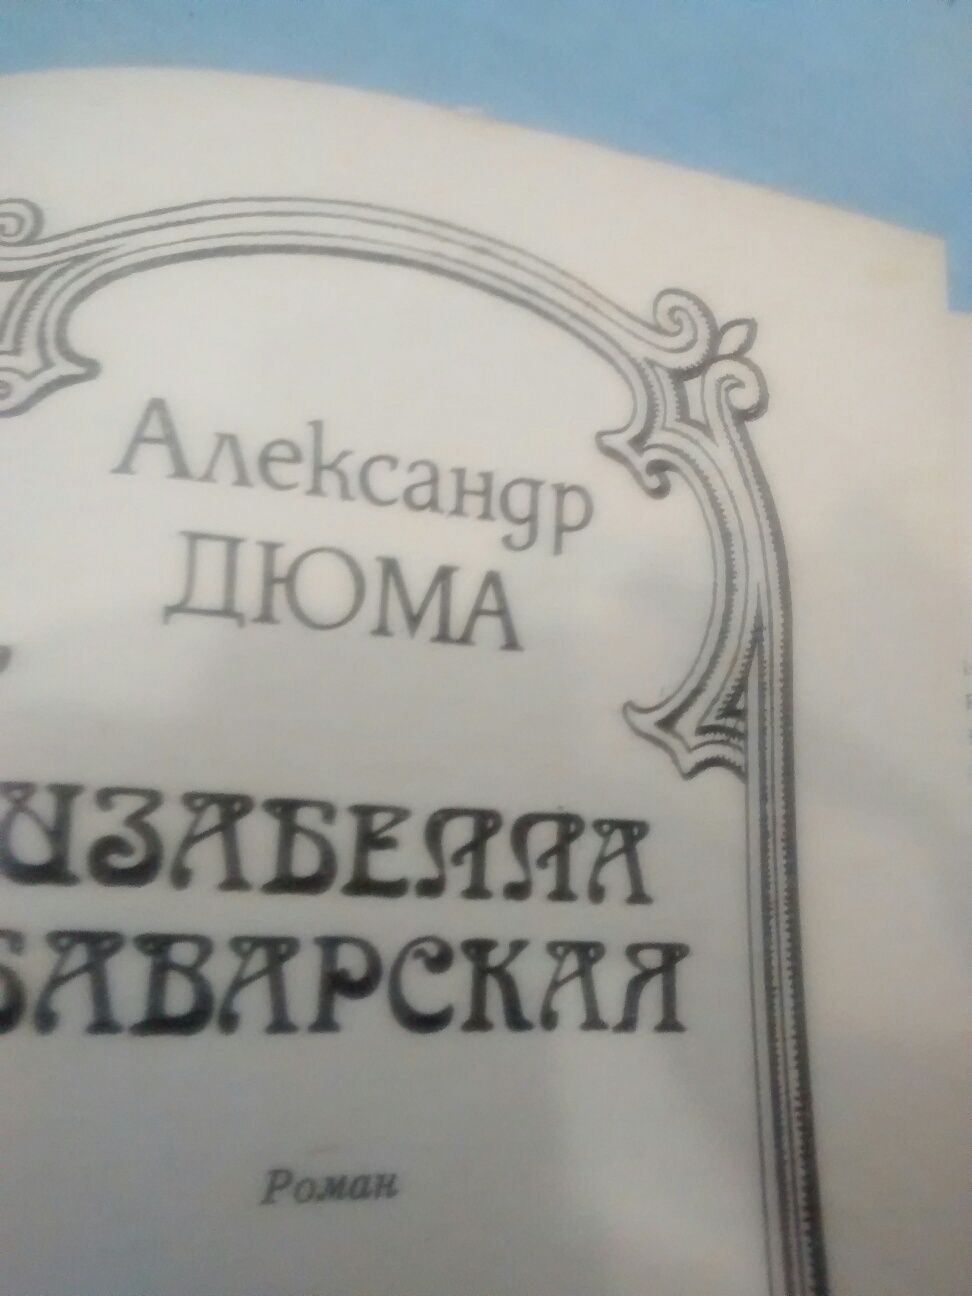 Александр
ДЮМА
ИЗАБЕЛЛА
БАВАРСКАЯ
Роман